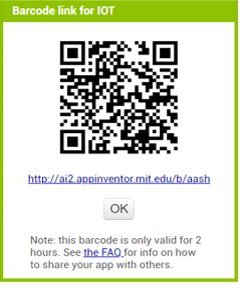 Barcode link for IOT
http://ai2.appinventor.mit.edu/b/aash
OK
Note: this barcode is only valid for 2
hours. See the FAQ for info on how
to share your app with others.